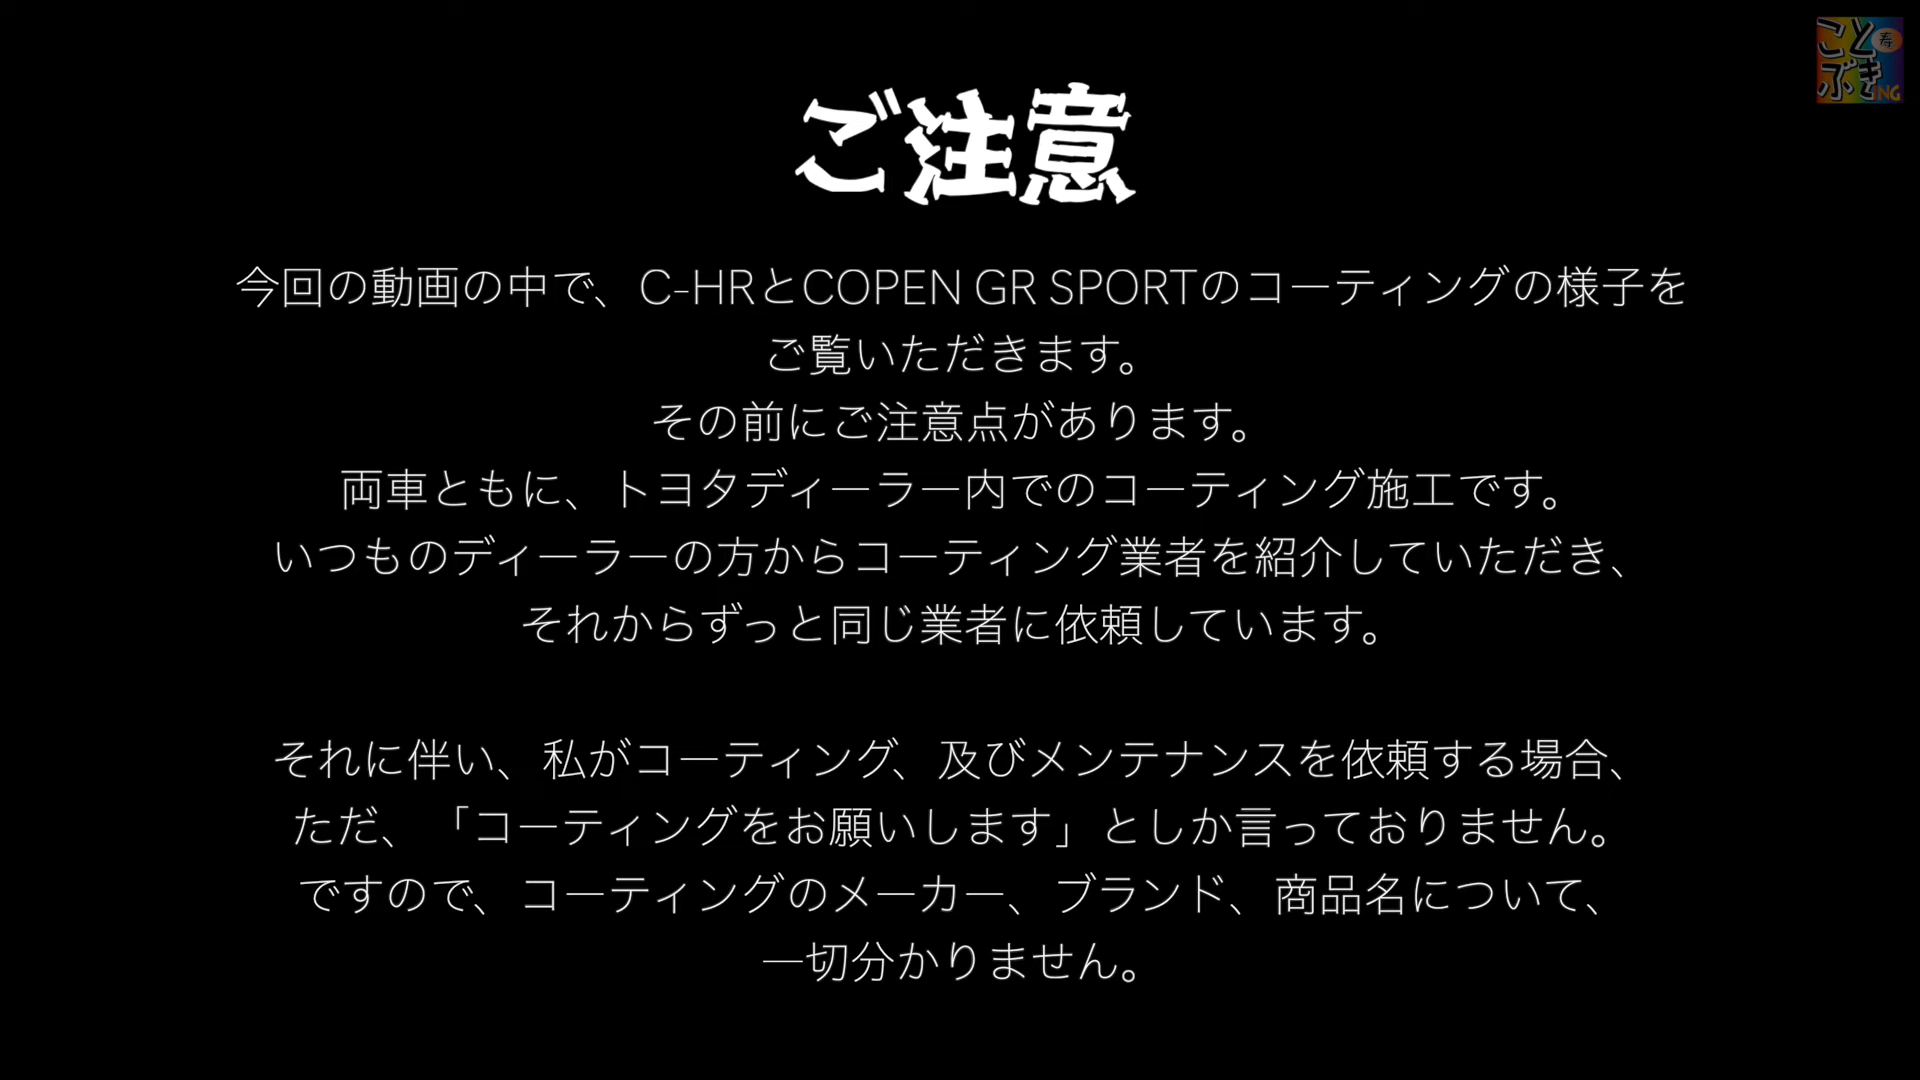 こと寿
ぶきING
ご注意
今回の動画の中で、C-HRとCOPEN GR SPORTのコーティングの様子を
ご覧いただきます。
その前にご注意点があります。
両車ともに、トヨタディーラー内でのコーティング施工です。
いつものディーラーの方からコーティング業者を紹介していただき、
それからずっと同じ業者に依頼しています。
それに伴い、私がコーティング、及びメンテナンスを依頼する場合、
ただ、「コーティングをお願いします」としか言っておりません。
ですので、コーティングのメーカー、ブランド、商品名について、
一切分かりません。